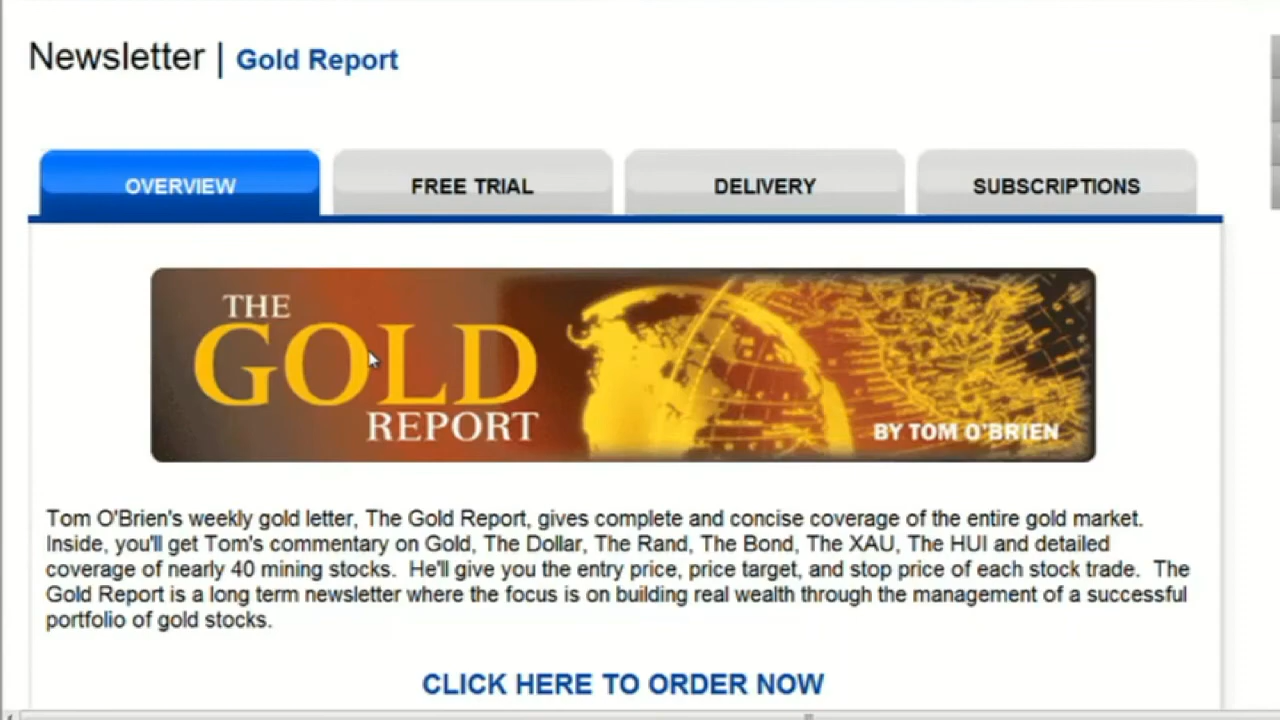 Newsletter | Gold Report
OVERVIEW
FREE TRIAL
DELIVERY
SUBSCRIPTIONS
THE
GOLD
REPORT
BY TOM O'BRIEN
Tom O'Brien's weekly gold letter, The Gold Report, gives complete and concise coverage of the entire gold market.
Inside, you'll get Tom's commentary on Gold, The Dollar, The Rand, The Bond, The XAU, The HUI and detailed
coverage of nearly 40 mining stocks.  He'll give you the entry price, price target, and stop price of each stock trade.  The
Gold Report is a long term newsletter where the focus is on building real wealth through the management of a successful
portfolio of gold stocks.
CLICK HERE TO ORDER NOW